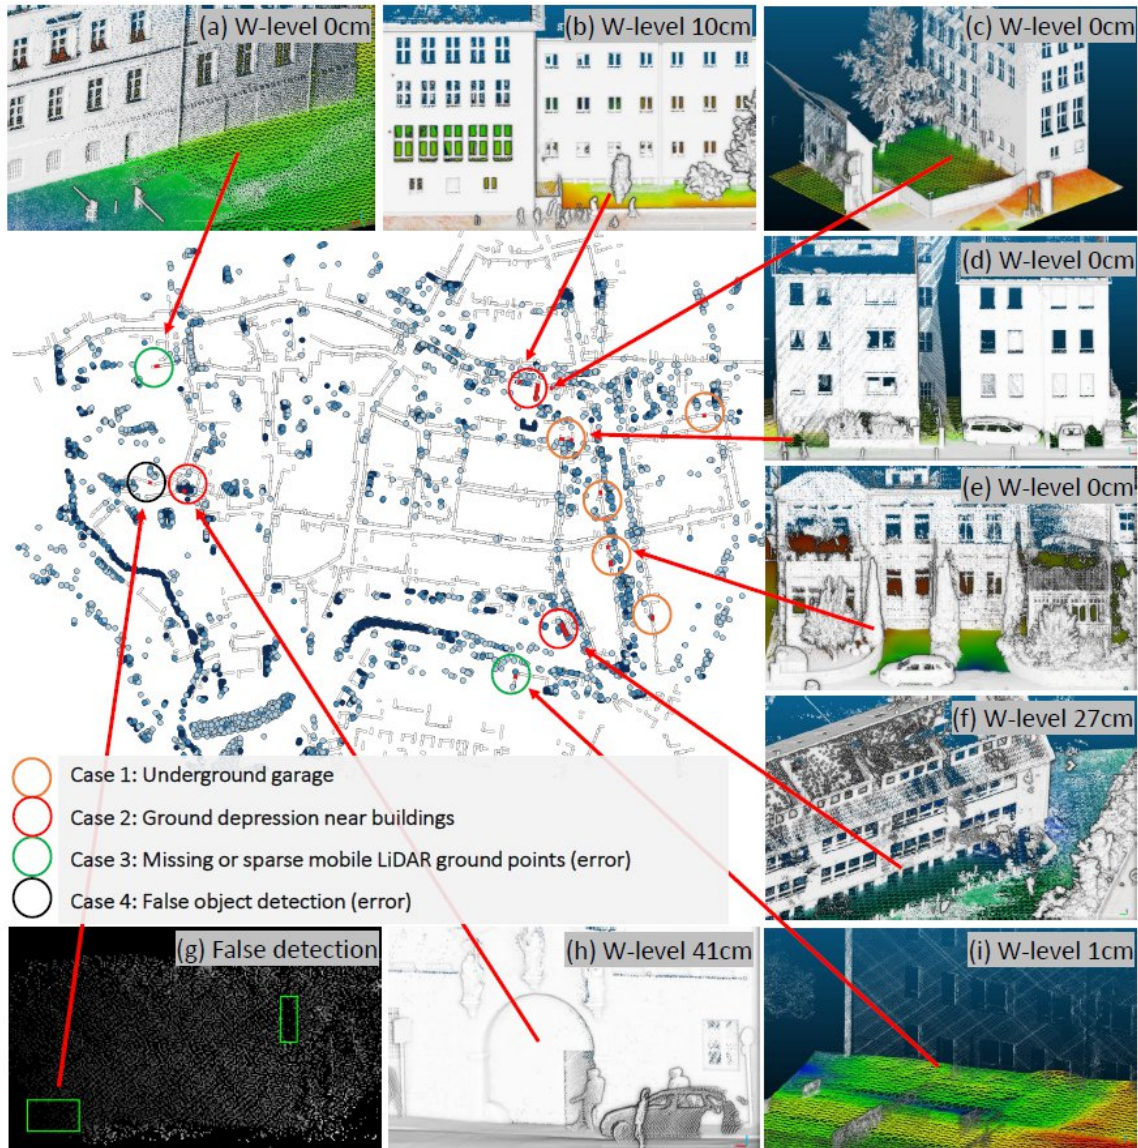 (a) W-level 0cm
(b) W-level 10cm
(c) W-level 0cm
(d) W-level 0cm
(e) W-level 0cm
(f) W-level 27cm
Case 1: Underground garage
Case 2: Ground depression near buildings
Case 3: Missing or sparse mobile LiDAR ground points (error)
Case 4: False object detection (error)
(g) False detection
(h) W-level 41cm
(i) W-level 1cm